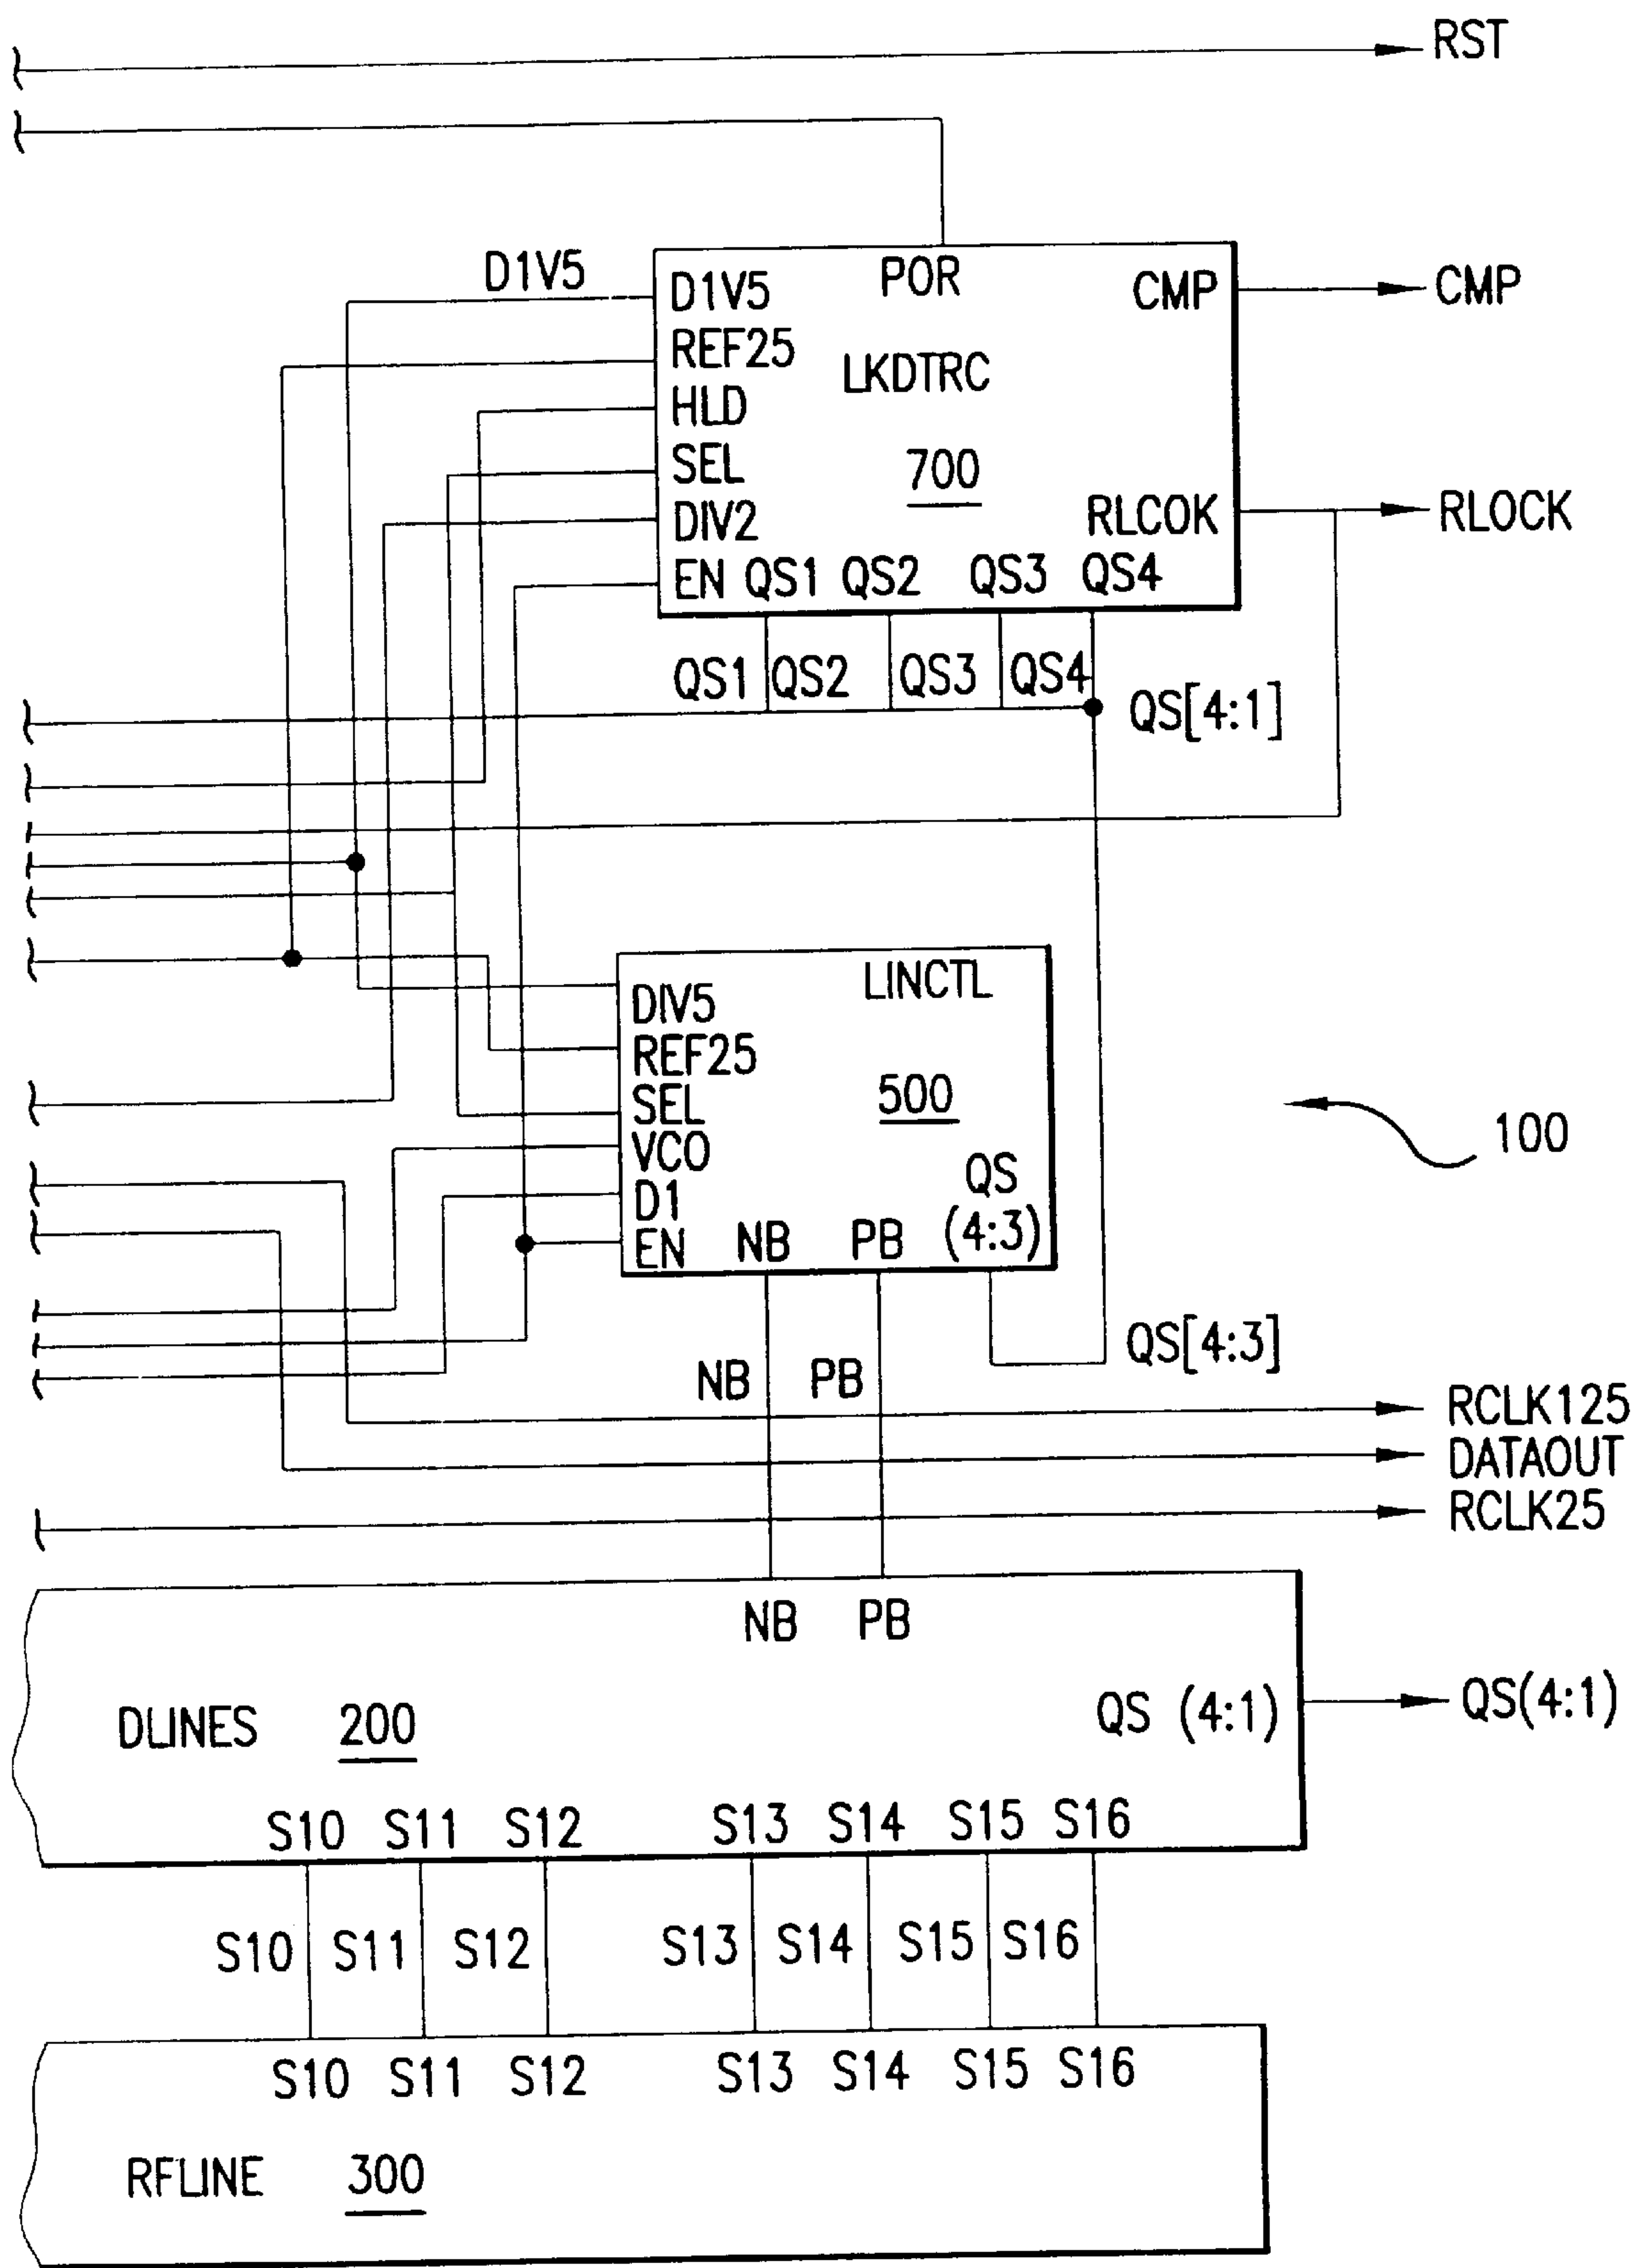 RST
D1V5
D1V5
POR
CMP
CMP
REF25
LKDTRC
HLD
SEL
700
DIV2
RLCOK
RLOCK
EN
QS1
QS2
QS3
QS4
QS1
QS2
QS3
QS4
QS[4:1]
LINCTL
DIV5
REF25
500
SEL
100
VCO
QS
D1
(4:3)
EN
NB
PB
QS[4:3]
NB
PB
RCLK125
DATAOUT
RCLK25
NB
PB
DLINES
200
QS (4:1)
QS(4:1)
S10
S11
S12
S13
S14
S15
S16
S10
S11
S12
S13
S14
S15
S16
S10
S11
S12
S13
S14
S15
S16
RFLINE
300